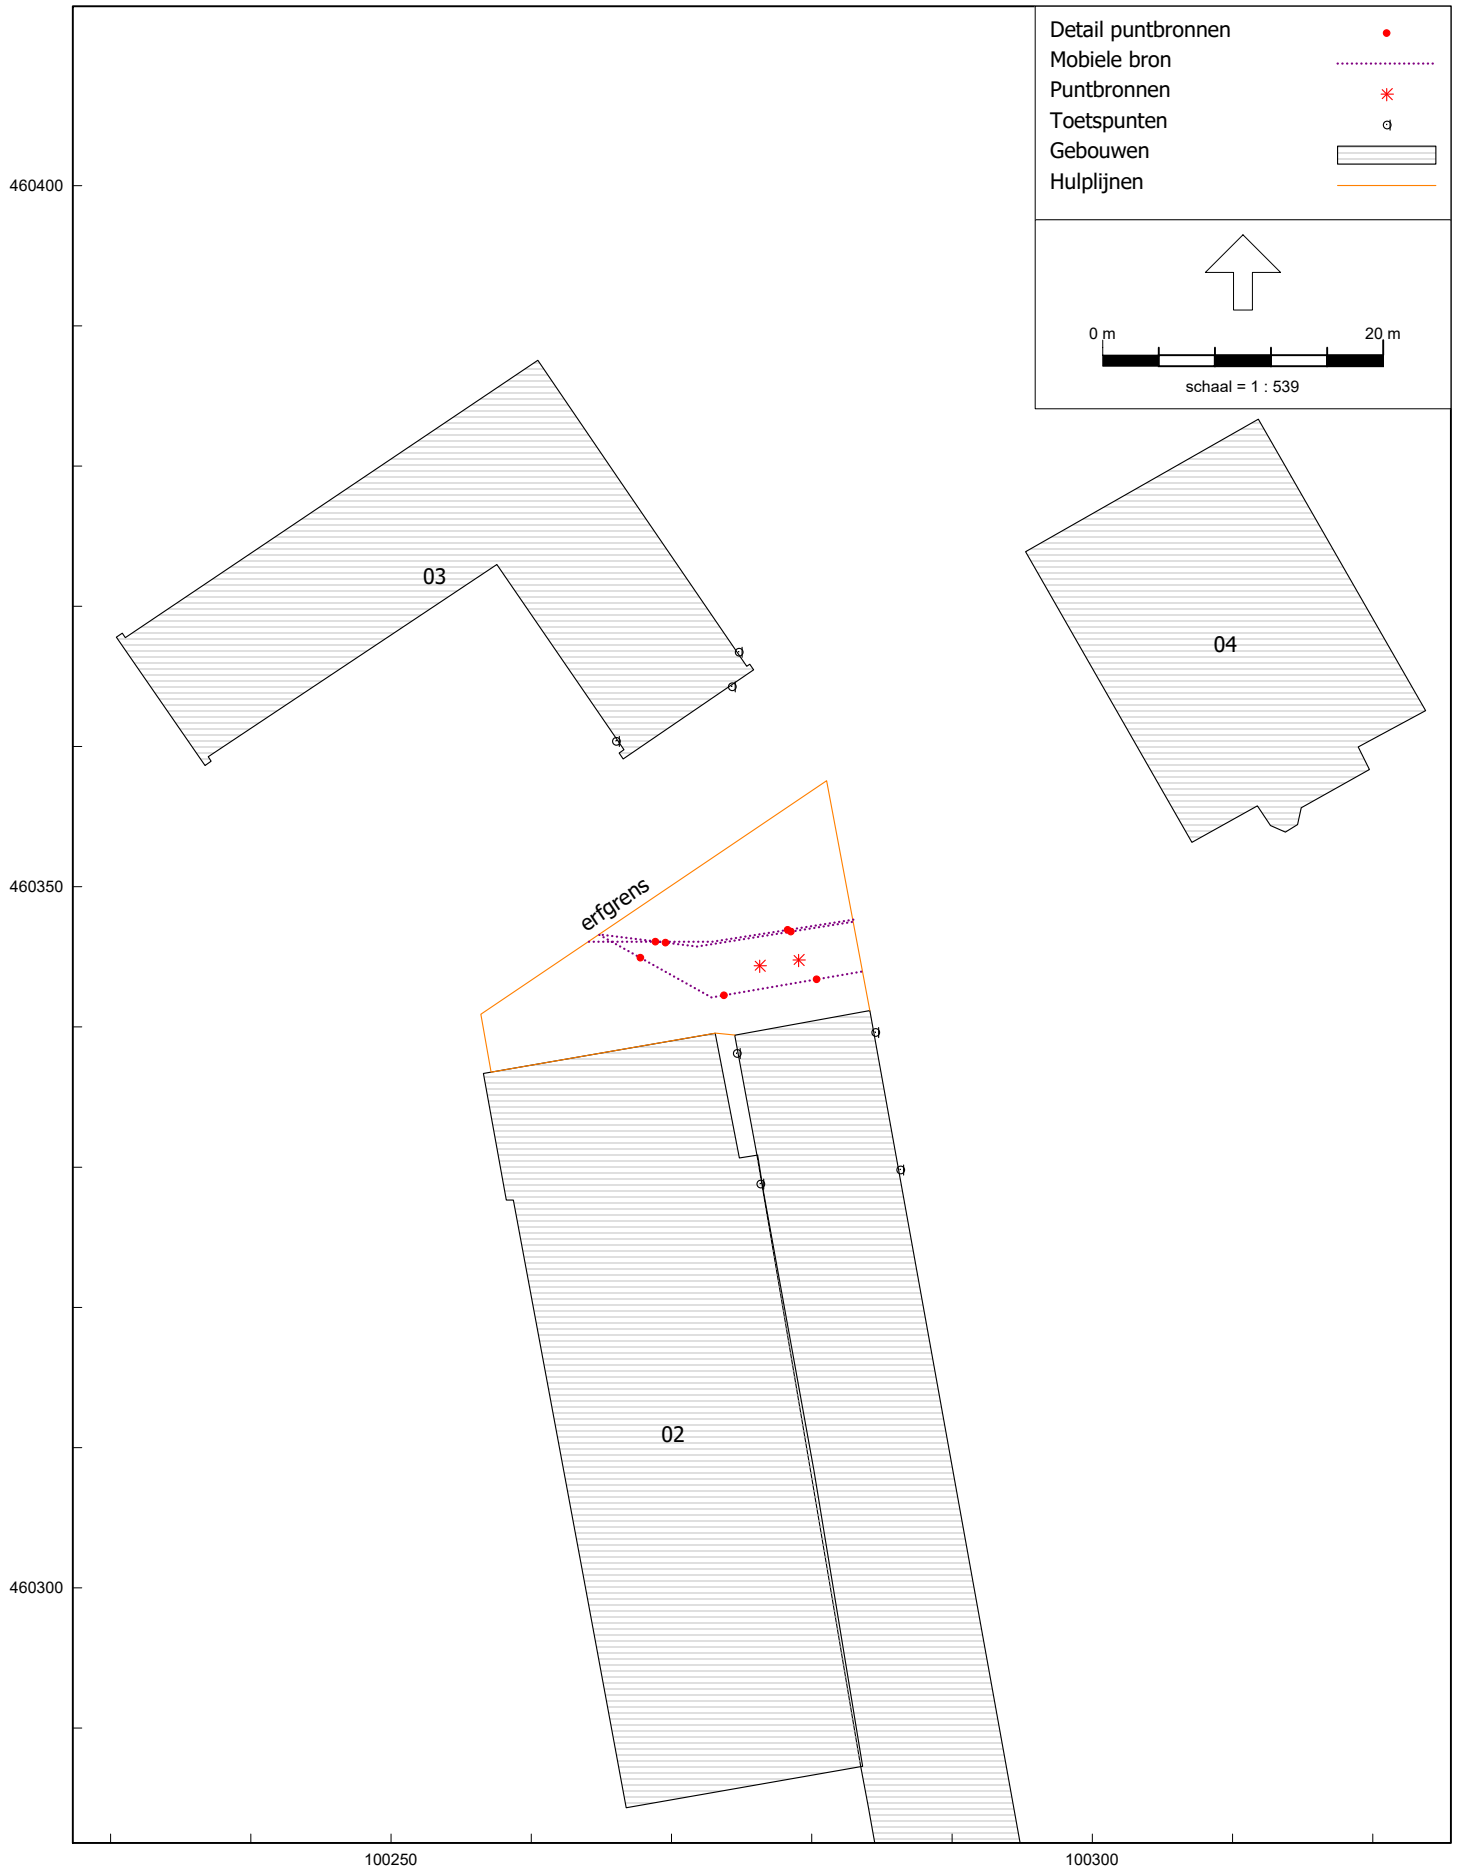 Detail puntbronnen
Mobiele bron
Puntbronnen
Toetspunten
Gebouwen
Hulplijnen
460400
0 m 20 m
schaal = 1 : 539
03
04
460350
erfgrens
02
460300
100250 100300